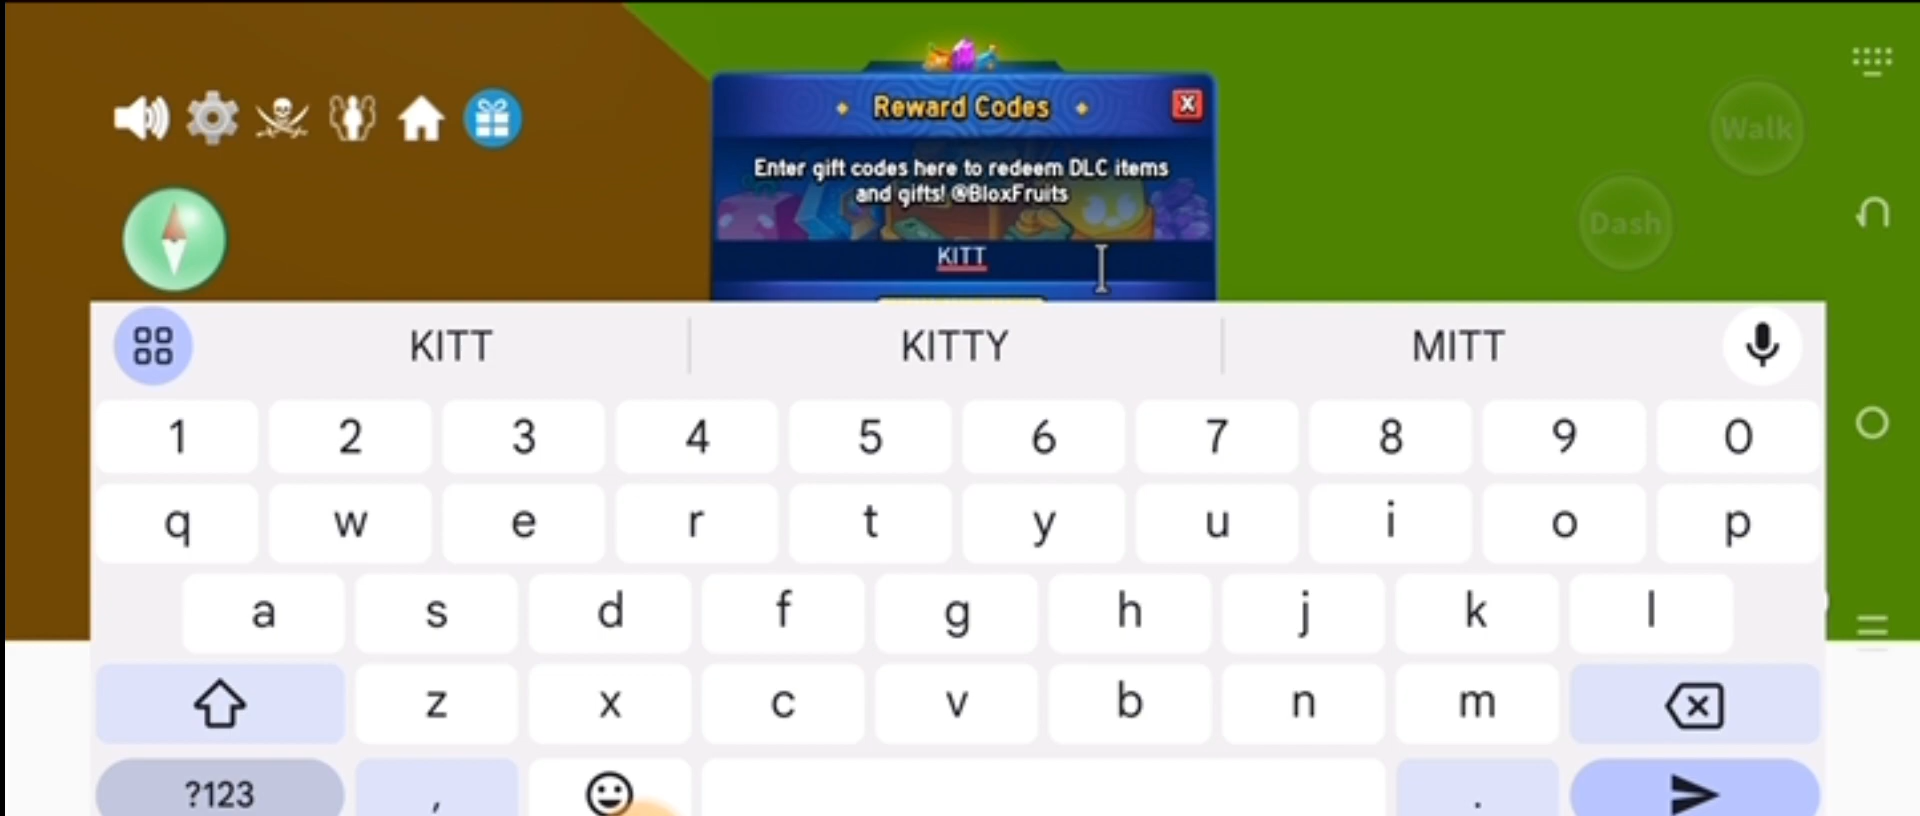 Reward Codes
X
Enter gift codes here to redeem DLC items
and gifts! @BloxFruits
KITT
Walk
Dash
KITT KITTY MITT
1 2 3 4 5 6 7 8 9 0
q w e r t y u i o p
a s d f g h j k l
z x c v b n m
?123 , .